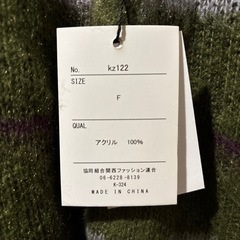 No. kz122
SIZE
F
QUAL
アクリル 100%
協同組合関西ファッション連合
06-6228-8139
K-324
MADE IN CHINA